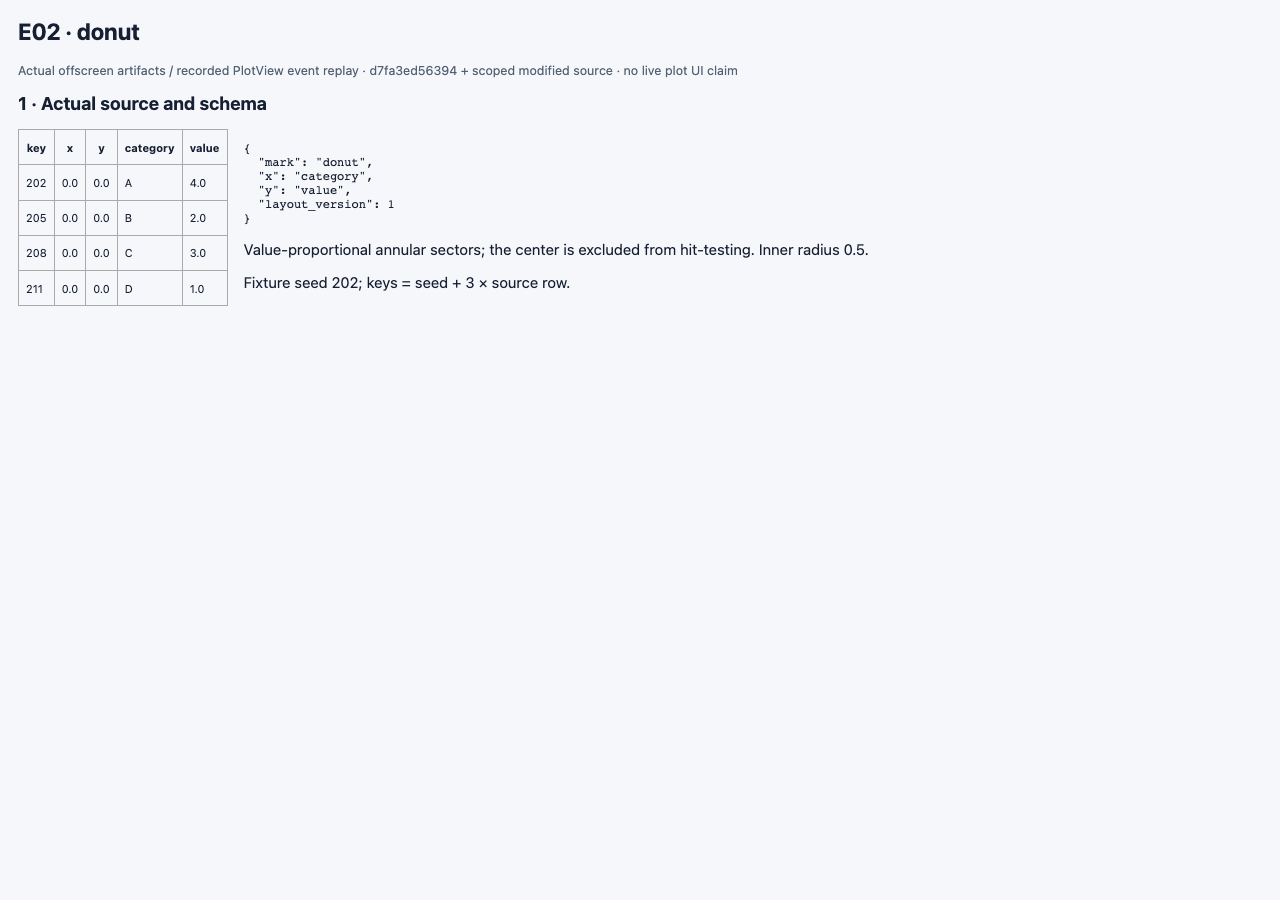 E02 · donut
Actual offscreen artifacts / recorded PlotView event replay · d7fa3ed56394 + scoped modified source · no live plot UI claim
1 · Actual source and schema
key x y category value
202 0.0 0.0 A 4.0
205 0.0 0.0 B 2.0
208 0.0 0.0 C 3.0
211 0.0 0.0 D 1.0
{
"mark": "donut",
"x": "category",
"y": "value",
"layout_version": 1
}
Value-proportional annular sectors; the center is excluded from hit-testing. Inner radius 0.5.
Fixture seed 202; keys = seed + 3 × source row.